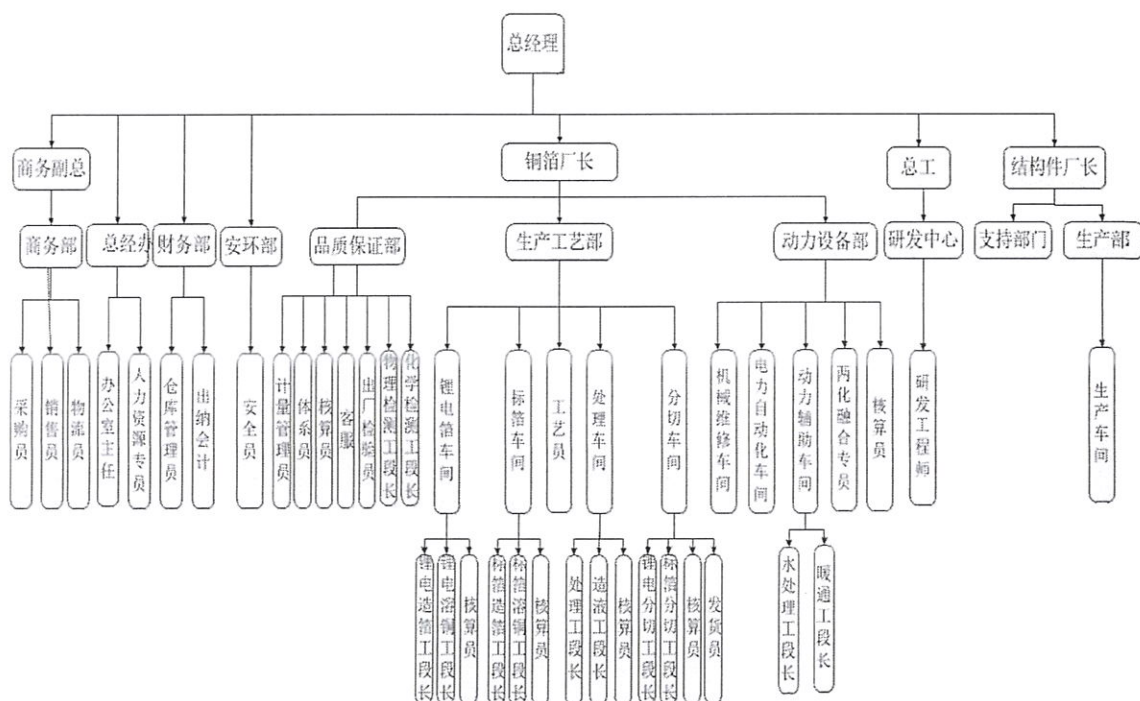 总经理
商务副总
铜箔厂长
总工
结构件厂长
商务部
总经办
财务部
安环部
品质保证部
生产工艺部
动力设备部
研发中心
支持部门
生产部
采购员
销售员
物流员
办公室主任
人力资源专员
仓库管理员
出纳会计
安全员
计量管理员
体系员
核算员
客服
出厂检验员
物理检测工段长
化学检测工段长
锂电箔车间
标箔车间
工艺员
处理车间
分切车间
机械维修车间
电力自动化车间
动力辅助车间
两化融合专员
核算员
研发工程师
生产车间
锂电造箔工段长
锂电溶铜工段长
核算员
标箔造箔工段长
标箔溶铜工段长
核算员
处理工段长
造液工段长
核算员
锂电分切工段长
标箔分切工段长
核算员
发货员
水处理工段长
暖通工段长